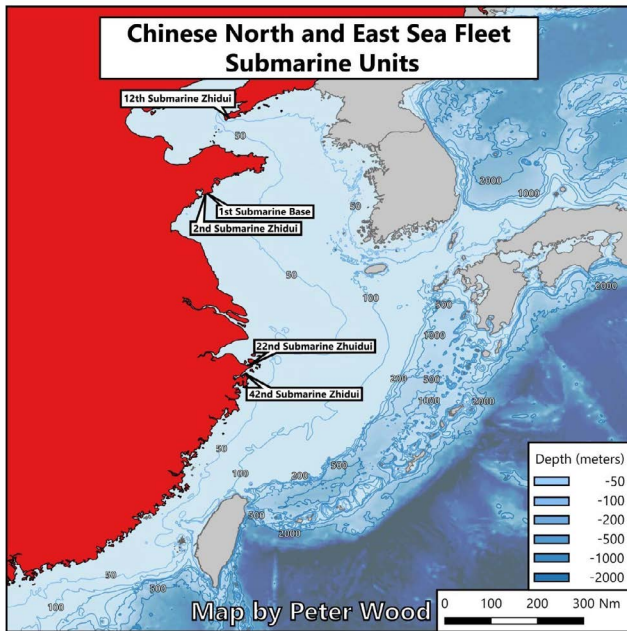 Chinese North and East Sea Fleet
Submarine Units
12th Submarine Zhidui
50
2000
1000
50
1st Submarine Base
2nd Submarine Zhidui
50
100
2000
500
1000
22nd Submarine Zhuidui
200
500
42nd Submarine Zhidui
1000
2000
50
500
100
200
500
2000
50
100
500
Depth (meters)
-50
-100
-200
-500
-1000
-2000
Map by Peter Wood
0 100 200 300 Nm